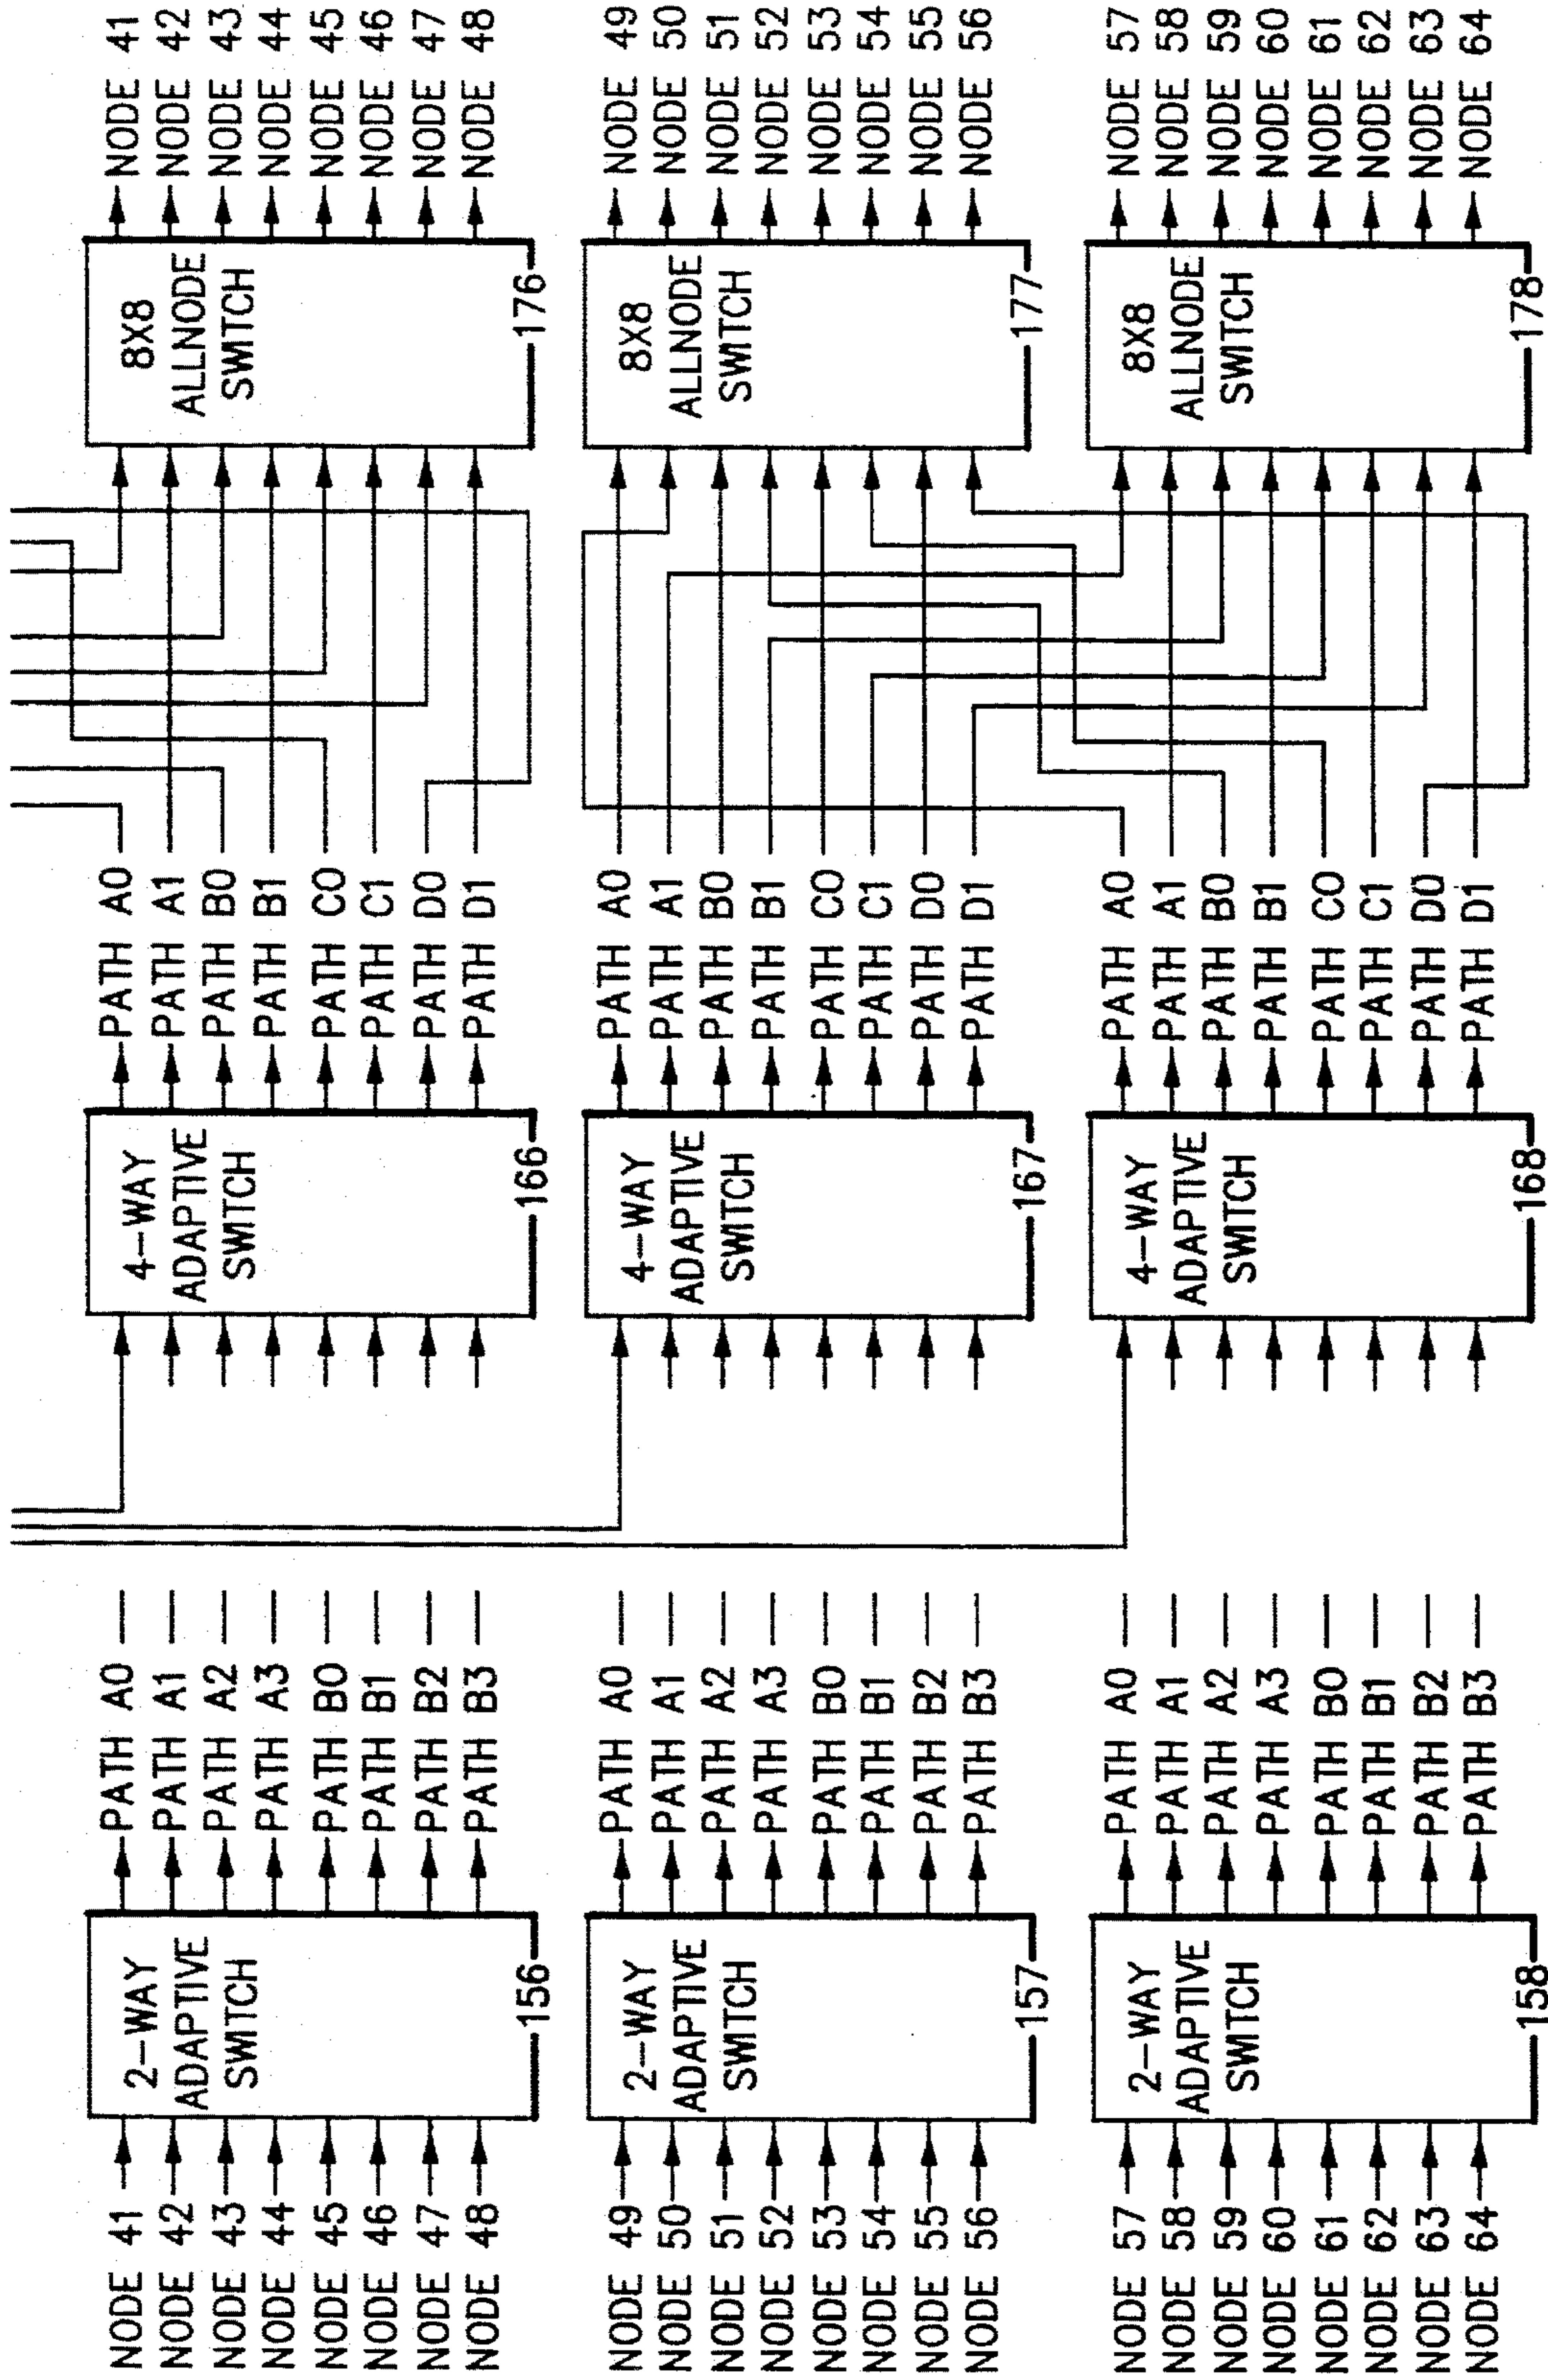 NODE 41
NODE 42
NODE 43
NODE 44
NODE 45
NODE 46
NODE 47
NODE 48
2-WAY
ADAPTIVE
SWITCH
156
PATH A0
PATH A1
PATH A2
PATH A3
PATH B0
PATH B1
PATH B2
PATH B3
4-WAY
ADAPTIVE
SWITCH
166
PATH A0
PATH A1
PATH B0
PATH B1
PATH C0
PATH C1
PATH D0
PATH D1
8X8
ALLNODE
SWITCH
176
NODE 41
NODE 42
NODE 43
NODE 44
NODE 45
NODE 46
NODE 47
NODE 48
NODE 49
NODE 50
NODE 51
NODE 52
NODE 53
NODE 54
NODE 55
NODE 56
2-WAY
ADAPTIVE
SWITCH
157
PATH A0
PATH A1
PATH A2
PATH A3
PATH B0
PATH B1
PATH B2
PATH B3
4-WAY
ADAPTIVE
SWITCH
167
PATH A0
PATH A1
PATH B0
PATH B1
PATH C0
PATH C1
PATH D0
PATH D1
8X8
ALLNODE
SWITCH
177
NODE 49
NODE 50
NODE 51
NODE 52
NODE 53
NODE 54
NODE 55
NODE 56
NODE 57
NODE 58
NODE 59
NODE 60
NODE 61
NODE 62
NODE 63
NODE 64
2-WAY
ADAPTIVE
SWITCH
158
PATH A0
PATH A1
PATH A2
PATH A3
PATH B0
PATH B1
PATH B2
PATH B3
4-WAY
ADAPTIVE
SWITCH
168
PATH A0
PATH A1
PATH B0
PATH B1
PATH C0
PATH C1
PATH D0
PATH D1
8X8
ALLNODE
SWITCH
178
NODE 57
NODE 58
NODE 59
NODE 60
NODE 61
NODE 62
NODE 63
NODE 64